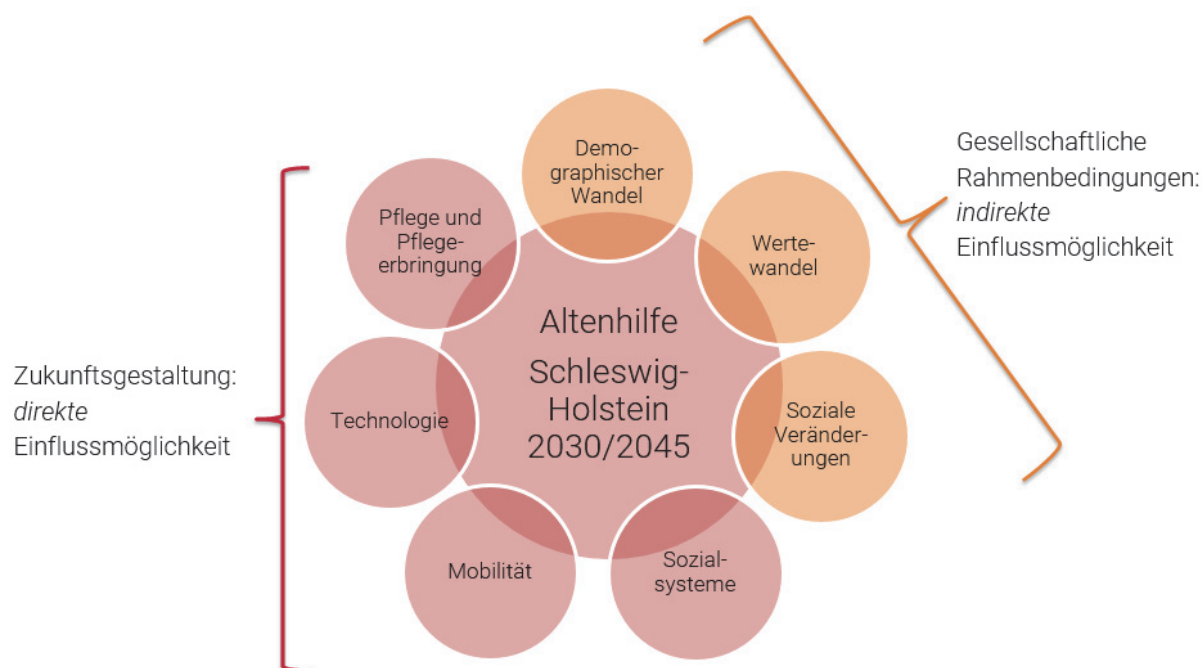 Demo-
graphischer
Wandel
Werte-
wandel
Soziale
Veränder-
ungen
Sozial-
systeme
Mobilität
Technologie
Pflege und
Pflege-
erbringung
Altenhilfe
Schleswig-
Holstein
2030/2045
Zukunftsgestaltung:
direkte
Einflussmöglichkeit
Gesellschaftliche
Rahmenbedingungen:
indirekte
Einflussmöglichkeit